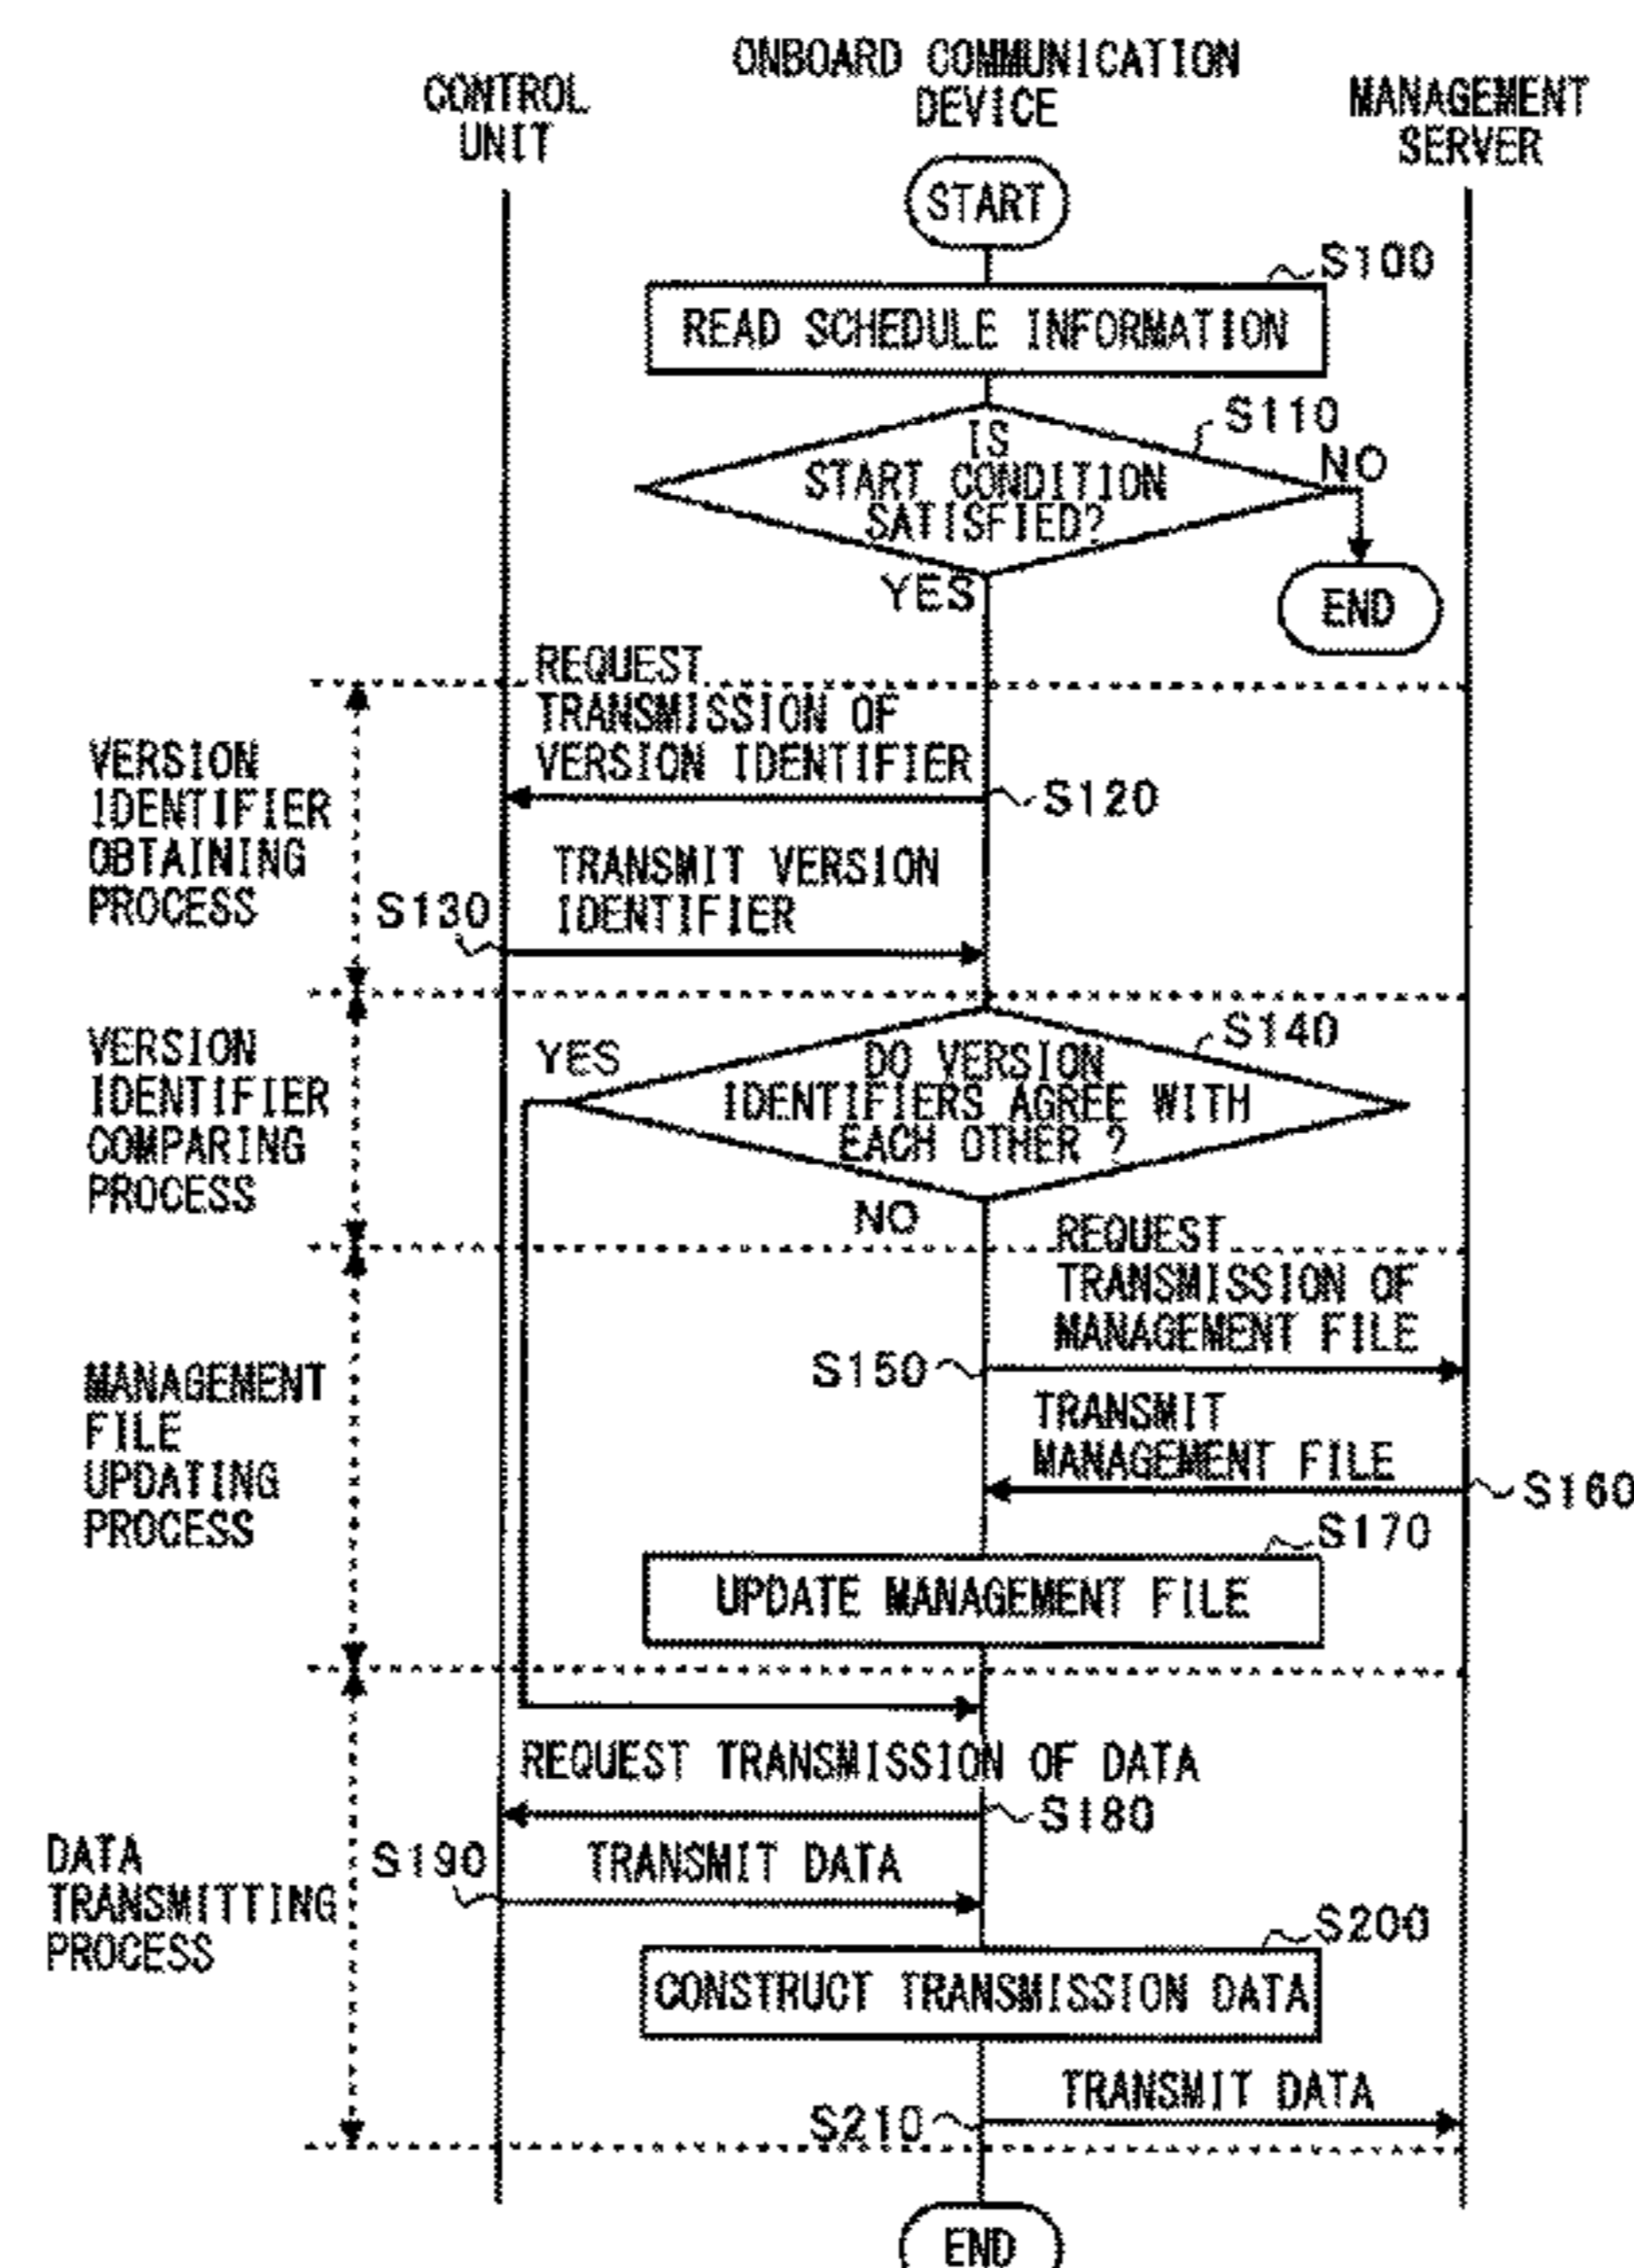 CONTROL
UNIT
ONBOARD COMMUNICATION
DEVICE
MANAGEMENT
SERVER
START
S100
READ SCHEDULE INFORMATION
S110
IS
START CONDITION
SATISFIED?
NO
YES
END
VERSION
IDENTIFIER
OBTAINING
PROCESS
REQUEST
TRANSMISSION OF
VERSION IDENTIFIER
S120
TRANSMIT VERSION
IDENTIFIER
S130
VERSION
IDENTIFIER
COMPARING
PROCESS
S140
YES
DO VERSION
IDENTIFIERS AGREE WITH
EACH OTHER ?
NO
MANAGEMENT
FILE
UPDATING
PROCESS
REQUEST
TRANSMISSION OF
MANAGEMENT FILE
S150
TRANSMIT
MANAGEMENT FILE
S160
S170
UPDATE MANAGEMENT FILE
DATA
TRANSMITTING
PROCESS
REQUEST TRANSMISSION OF DATA
S180
S190
TRANSMIT DATA
S200
CONSTRUCT TRANSMISSION DATA
TRANSMIT DATA
S210
END